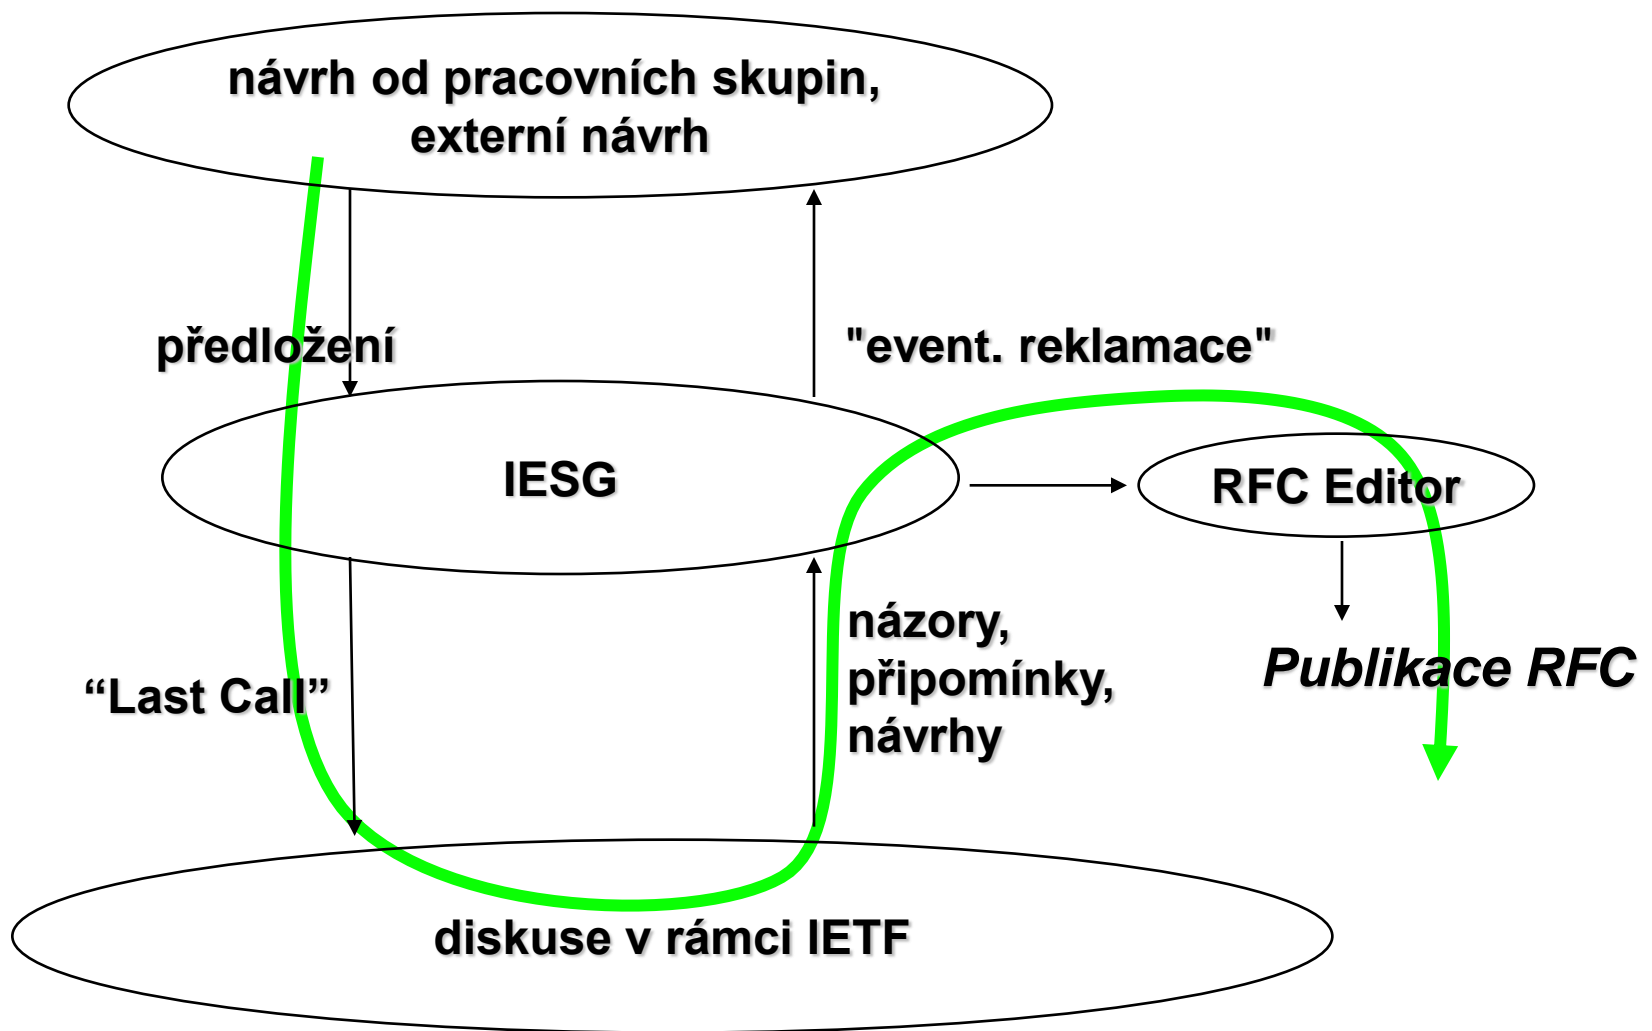 návrh od pracovních skupin,
externí návrh
předložení
"event. reklamace"
IESG
RFC Editor
názory,
připomínky,
návrhy
Publikace RFC
“Last Call”
diskuse v rámci IETF